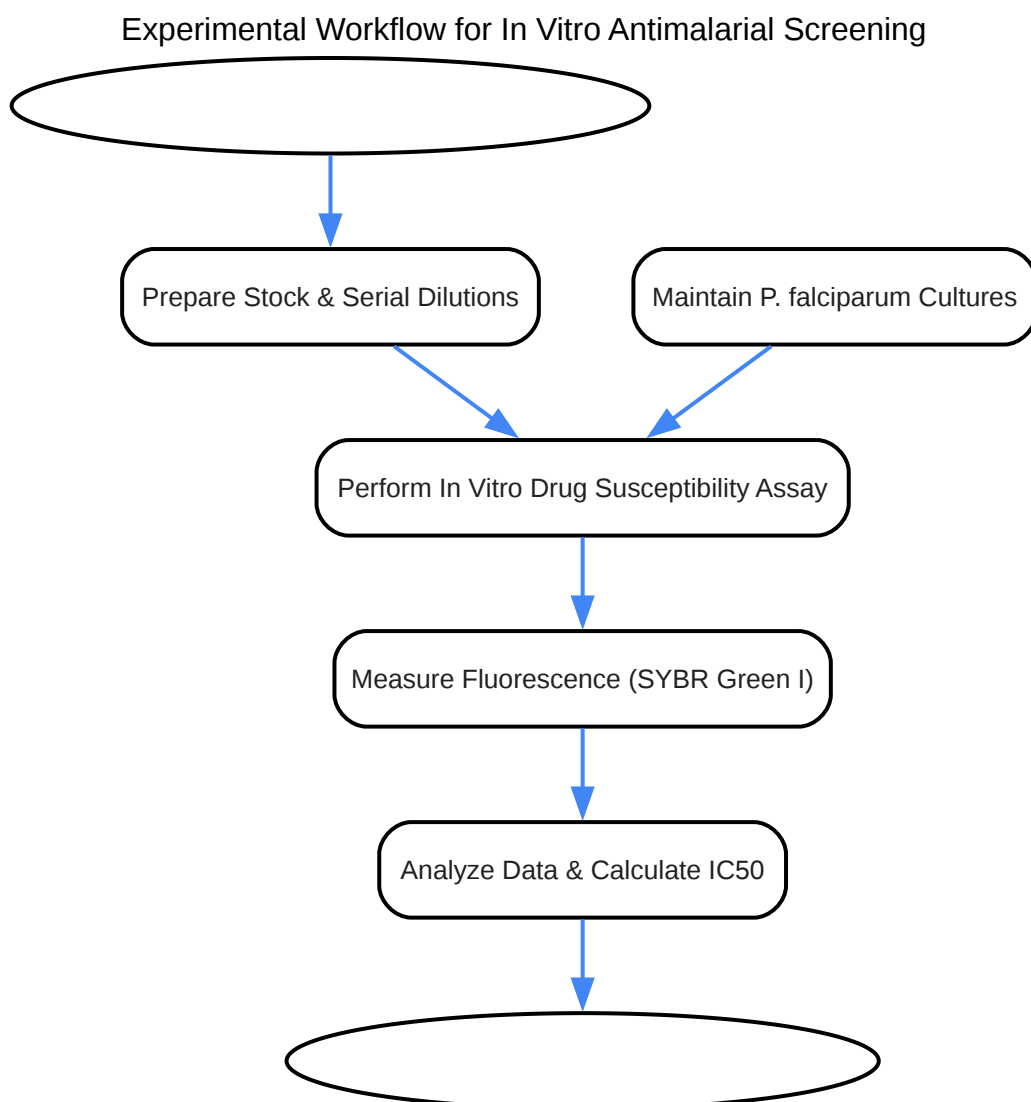 Experimental Workflow for In Vitro Antimalarial Screening
Prepare Stock & Serial Dilutions
Maintain P. falciparum Cultures
Perform In Vitro Drug Susceptibility Assay
Measure Fluorescence (SYBR Green I)
Analyze Data & Calculate IC50